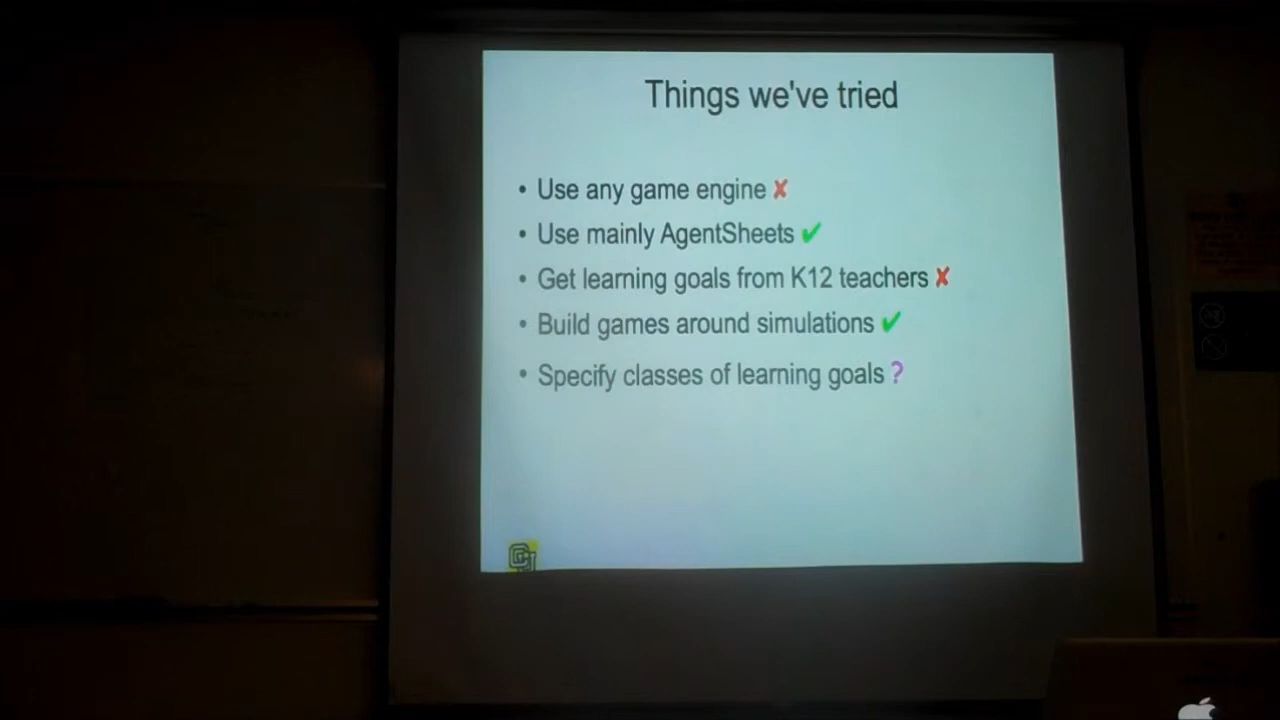 Things we've tried
• Use any game engine ✘
• Use mainly AgentSheets ✔
• Get learning goals from K12 teachers ✘
• Build games around simulations ✔
• Specify classes of learning goals ?
CU